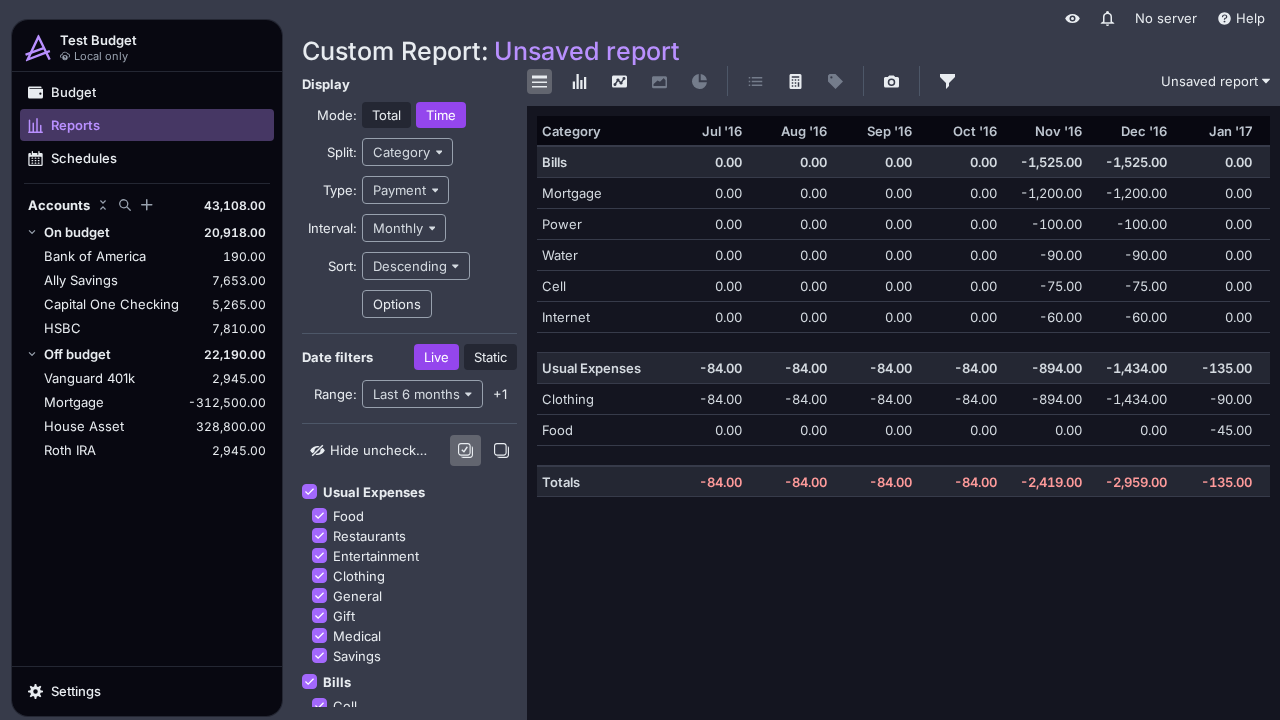 Test Budget
Local only
Budget
Reports
Schedules
Accounts 43,108.00
On budget 20,918.00
Bank of America 190.00
Ally Savings 7,653.00
Capital One Checking 5,265.00
HSBC 7,810.00
Off budget 22,190.00
Vanguard 401k 2,945.00
Mortgage -312,500.00
House Asset 328,800.00
Roth IRA 2,945.00
Settings
No server Help
Custom Report: Unsaved report
Display
Mode: Total Time
Split: Category
Type: Payment
Interval: Monthly
Sort: Descending
Options
Date filters Live Static
Range: Last 6 months +1
Hide uncheck...
Usual Expenses
Food
Restaurants
Entertainment
Clothing
General
Gift
Medical
Savings
Bills
Cell
Unsaved report
Category Jul '16 Aug '16 Sep '16 Oct '16 Nov '16 Dec '16 Jan '17
Bills 0.00 0.00 0.00 0.00 -1,525.00 -1,525.00 0.00
Mortgage 0.00 0.00 0.00 0.00 -1,200.00 -1,200.00 0.00
Power 0.00 0.00 0.00 0.00 -100.00 -100.00 0.00
Water 0.00 0.00 0.00 0.00 -90.00 -90.00 0.00
Cell 0.00 0.00 0.00 0.00 -75.00 -75.00 0.00
Internet 0.00 0.00 0.00 0.00 -60.00 -60.00 0.00
Usual Expenses -84.00 -84.00 -84.00 -84.00 -894.00 -1,434.00 -135.00
Clothing -84.00 -84.00 -84.00 -84.00 -894.00 -1,434.00 -90.00
Food 0.00 0.00 0.00 0.00 0.00 0.00 -45.00
Totals -84.00 -84.00 -84.00 -84.00 -2,419.00 -2,959.00 -135.00